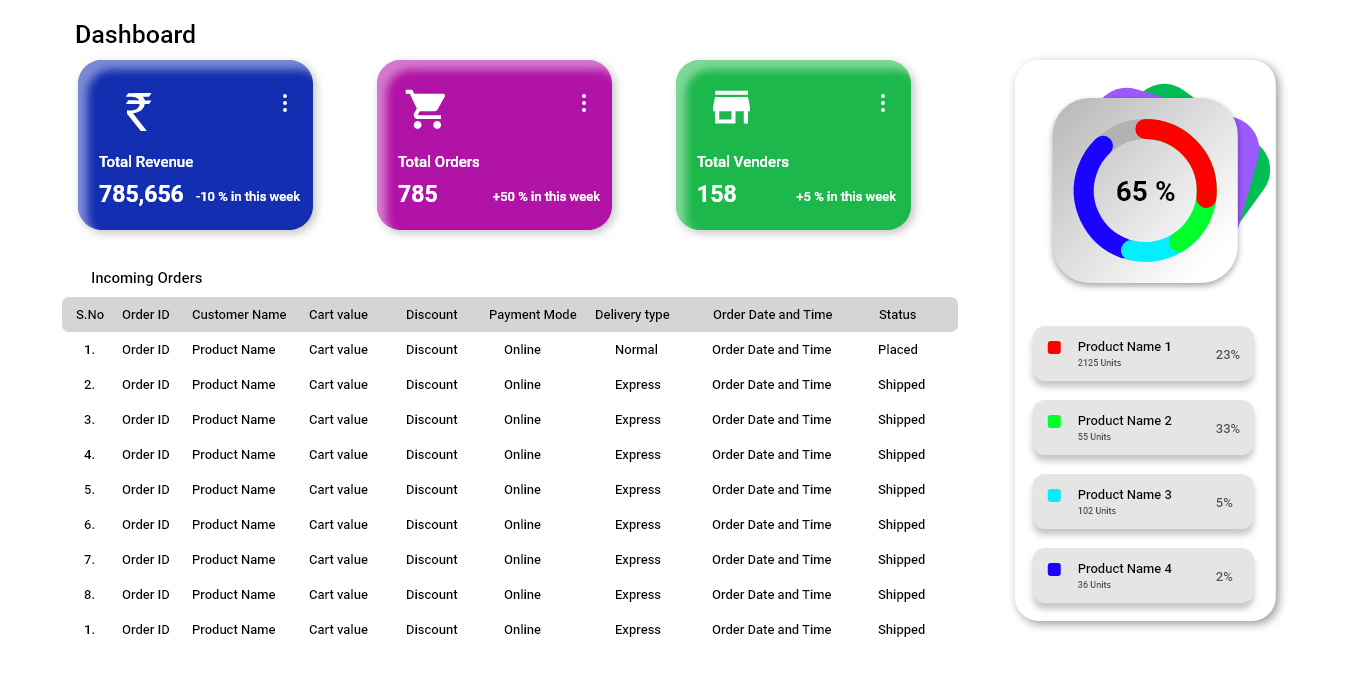 Dashboard
Total Revenue
785,656 -10 % in this week
Total Orders
785 +50 % in this week
Total Venders
158 +5 % in this week
Incoming Orders
S.No Order ID Customer Name Cart value Discount Payment Mode Delivery type Order Date and Time Status
1. Order ID Product Name Cart value Discount Online Normal Order Date and Time Placed
2. Order ID Product Name Cart value Discount Online Express Order Date and Time Shipped
3. Order ID Product Name Cart value Discount Online Express Order Date and Time Shipped
4. Order ID Product Name Cart value Discount Online Express Order Date and Time Shipped
5. Order ID Product Name Cart value Discount Online Express Order Date and Time Shipped
6. Order ID Product Name Cart value Discount Online Express Order Date and Time Shipped
7. Order ID Product Name Cart value Discount Online Express Order Date and Time Shipped
8. Order ID Product Name Cart value Discount Online Express Order Date and Time Shipped
1. Order ID Product Name Cart value Discount Online Express Order Date and Time Shipped
65 %
Product Name 1
2125 Units
23%
Product Name 2
55 Units
33%
Product Name 3
102 Units
5%
Product Name 4
36 Units
2%